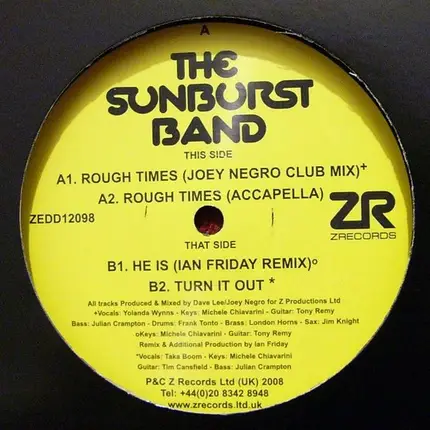 A
THE
SUNBURST
BAND
THIS SIDE
A1. ROUGH TIMES (JOEY NEGRO CLUB MIX)+
A2. ROUGH TIMES (ACCAPELLA)
ZEDD12098
ZR
ZRECORDS
THAT SIDE
B1. HE IS (IAN FRIDAY REMIX)o
B2. TURN IT OUT *
All tracks Produced & Mixed by Dave Lee/Joey Negro for Z Productions Ltd
+Vocals: Yolanda Wynns - Keys: Michele Chiavarini - Guitar: Tony Remy
Bass: Julian Crampton - Drums: Frank Tonto - Brass: London Horns - Sax: Jim Knight
oKeys: Michele Chiavarini - Guitar: Tony Remy
Remix & Additional Production by Ian Friday
*Vocals: Taka Boom - Keys: Michele Chiavarini
Guitar: Tim Cansfield - Bass: Julian Crampton
P&C Z Records Ltd (UK) 2008
Tel: +44(0)20 8342 8948
www.zrecords.ltd.uk